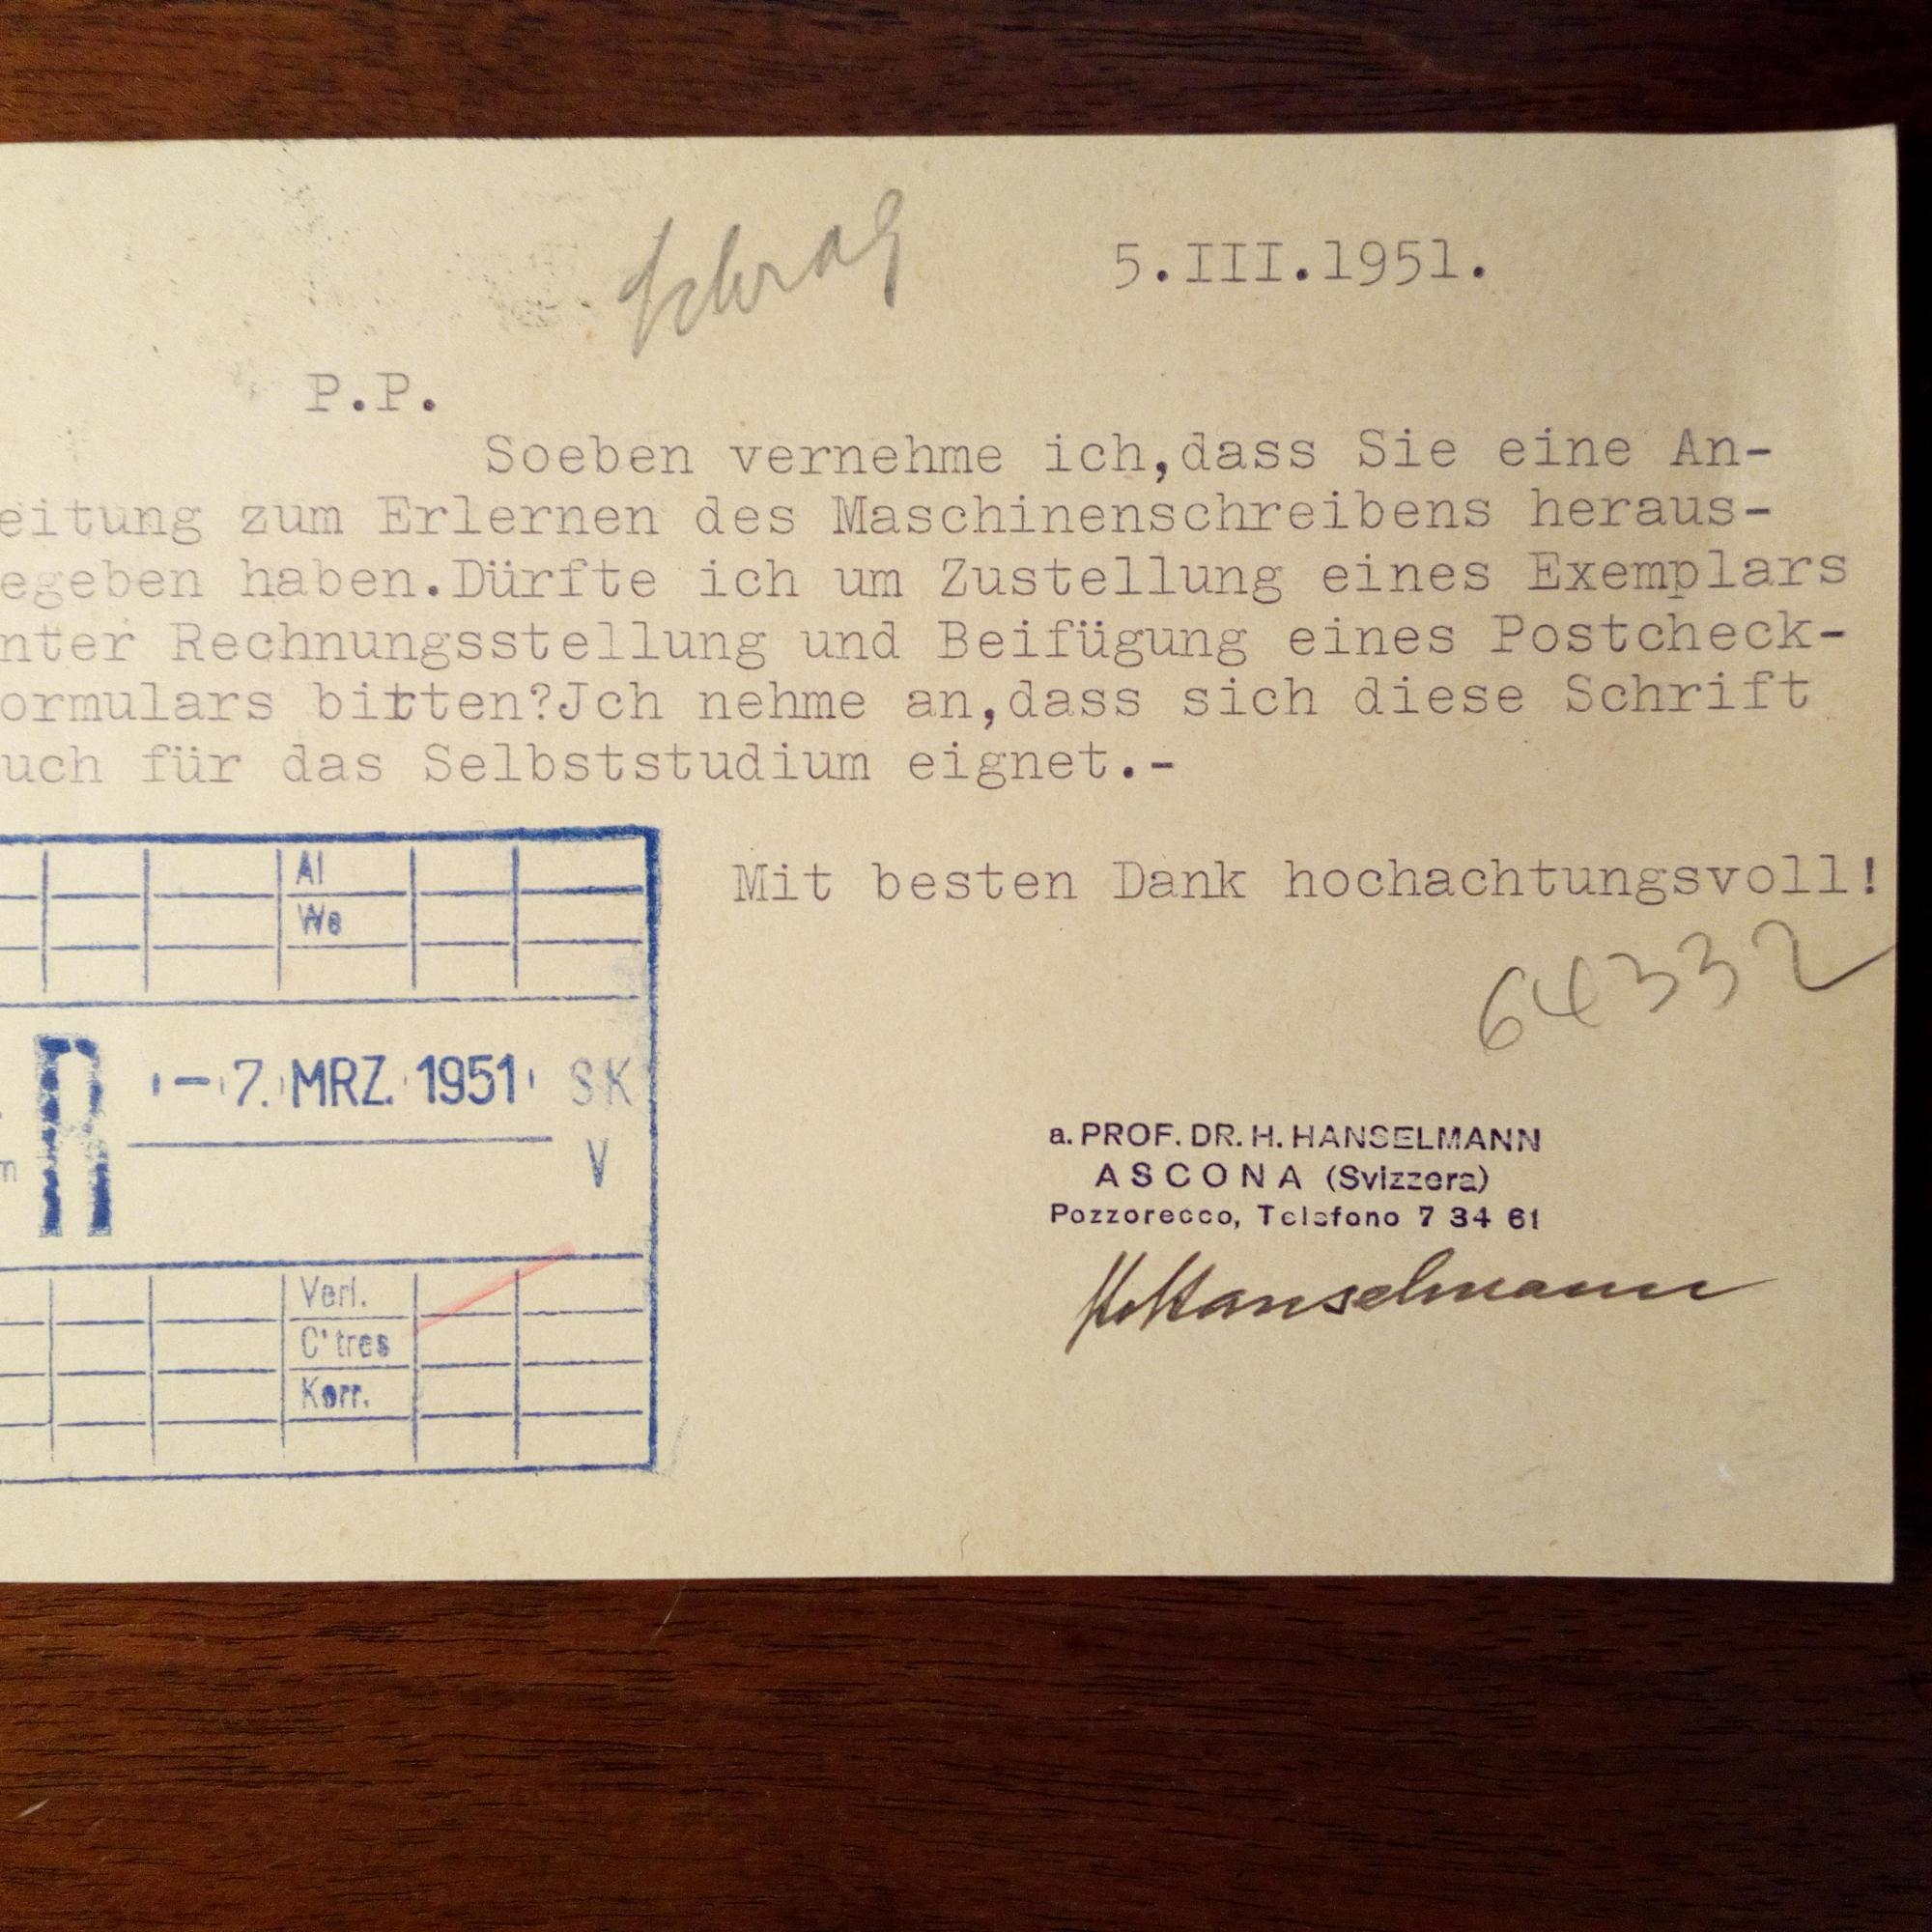 5.III.1951.
P.P.
Soeben vernehme ich,dass Sie eine An-
eitung zum Erlernen des Maschinenschreibens heraus-
egeben haben.Dürfte ich um Zustellung eines Exemplars
nter Rechnungsstellung und Beifügung eines Postcheck-
ormulars bitten?Jch nehme an,dass sich diese Schrift
uch für das Selbststudium eignet.-
Mit besten Dank hochachtungsvoll!
64332
Al
We
R -7. MRZ. 1951 SK
V
m
Verl.
C'tres
Korr.
a. PROF. DR. H. HANSELMANN
ASCONA (Svizzera)
Pozzorecco, Telefono 7 34 61
H. Hanselmann